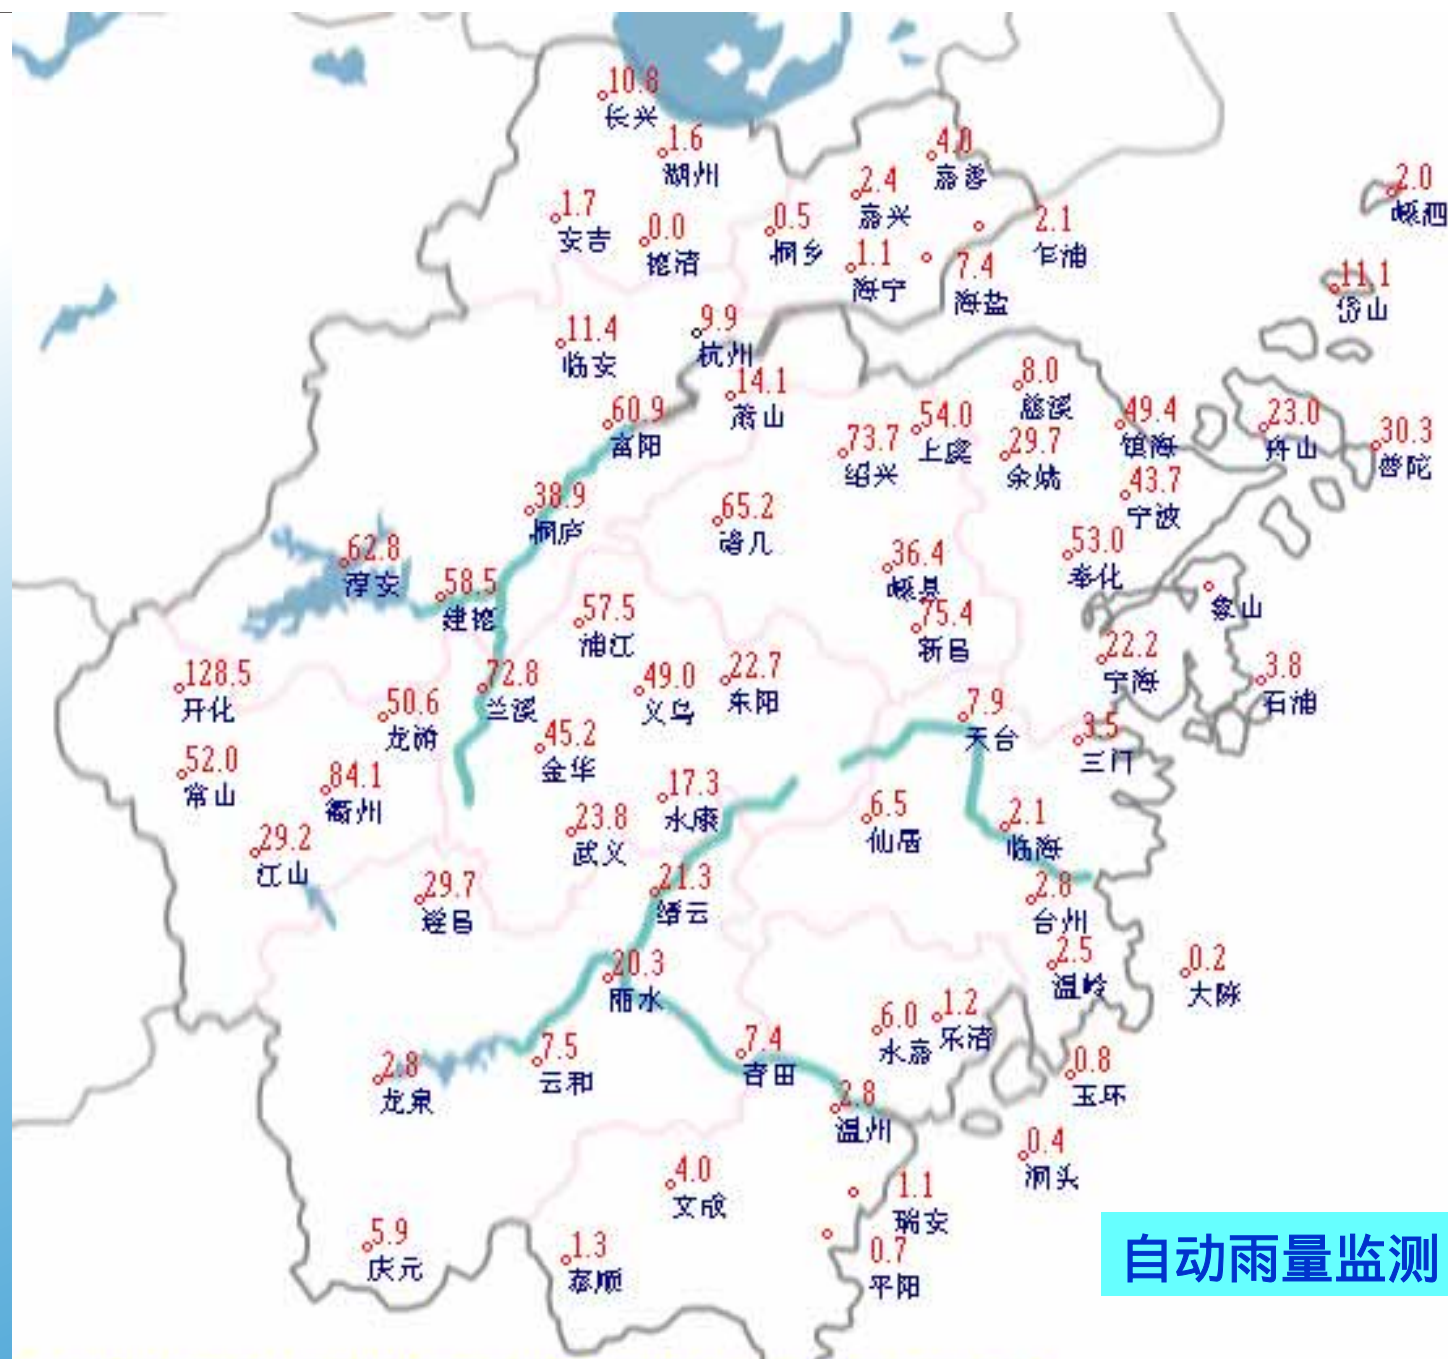 10.8
长兴
1.6
湖州
4.0
嘉善
2.4
嘉兴
2.0
嵊泗
1.7
安吉
0.0
德清
0.5
桐乡
2.1
乍浦
1.1
海宁
7.4
海盐
11.1
岱山
9.9
杭州
11.4
临安
14.1
萧山
8.0
慈溪
60.9
富阳
54.0
上虞
49.4
镇海
23.0
舟山
30.3
普陀
73.7
绍兴
29.7
余姚
43.7
宁波
38.9
桐庐
65.2
诸几
62.8
淳安
36.4
嵊县
53.0
奉化
58.5
建德
象山
57.5
浦江
75.4
新昌
22.2
宁海
128.5
开化
72.8
兰溪
49.0
义乌
22.7
东阳
3.8
石浦
50.6
龙游
7.9
天台
3.5
三门
45.2
金华
52.0
常山
84.1
衢州
17.3
永康
23.8
武义
6.5
仙居
2.1
临海
29.2
江山
29.7
遂昌
21.3
缙云
2.8
台州
20.3
丽水
2.5
温岭
0.2
大陈
6.0
永嘉
1.2
乐清
2.8
龙泉
7.5
云和
7.4
青田
0.8
玉环
2.8
温州
0.4
洞头
4.0
文成
1.1
瑞安
5.9
庆元
1.3
泰顺
0.7
平阳
自动雨量监测